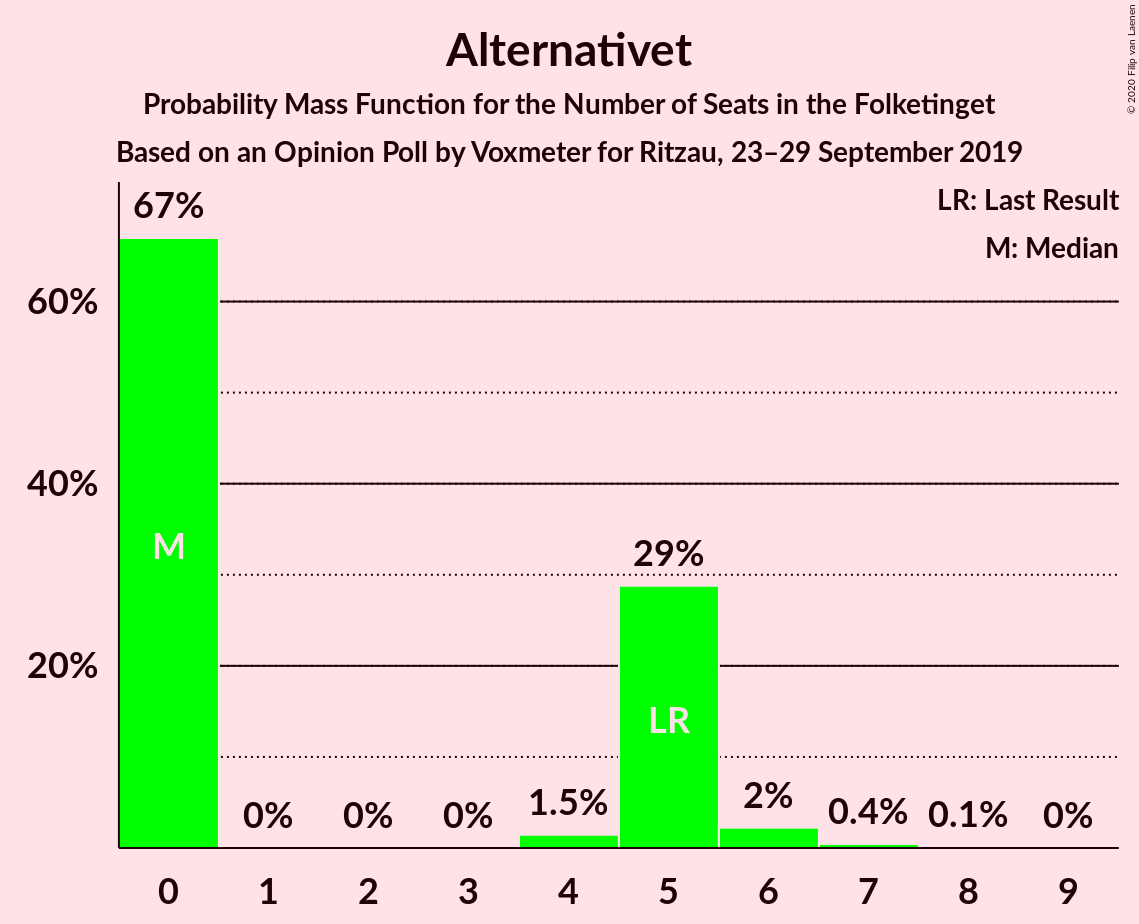 Alternativet
Probability Mass Function for the Number of Seats in the Folketinget
Based on an Opinion Poll by Voxmeter for Ritzau, 23–29 September 2019
© 2020 Filip van Laenen
LR: Last Result
M: Median
67%
60%
40%
20%
M
0%
0%
0%
1.5%
29%
LR
2%
0.4%
0.1%
0%
0 1 2 3 4 5 6 7 8 9